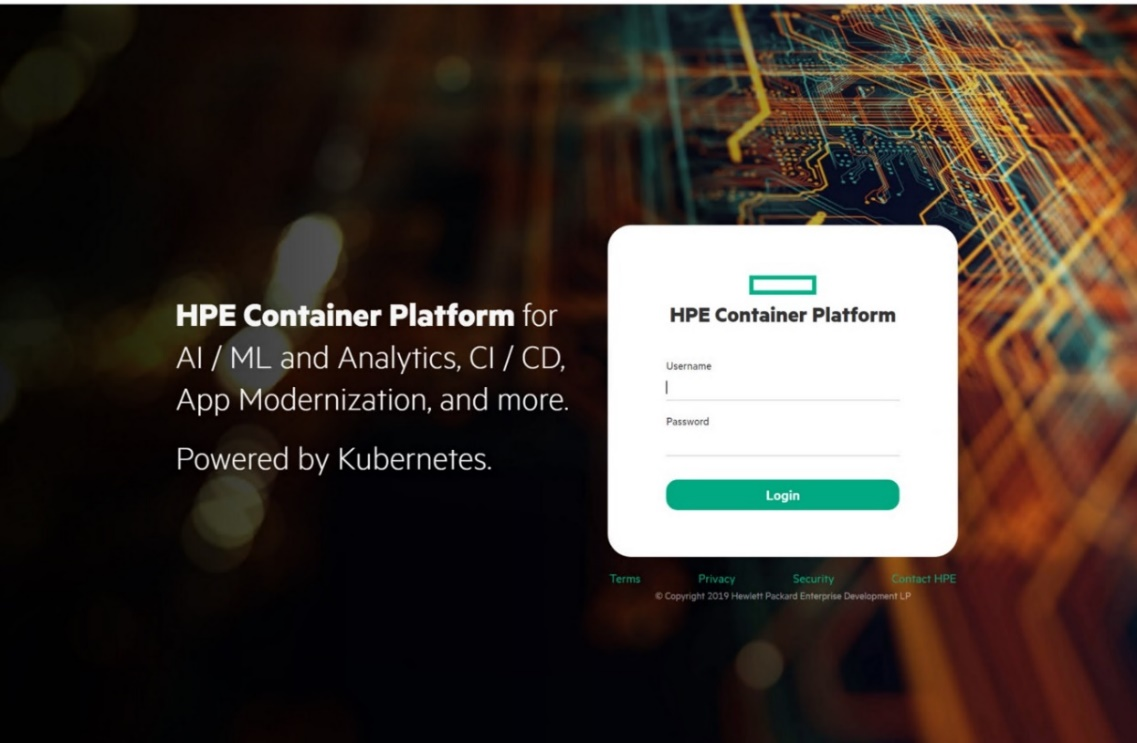 HPE Container Platform for
AI / ML and Analytics, CI / CD,
App Modernization, and more.
Powered by Kubernetes.
HPE Container Platform
Username
Password
Login
Terms Privacy Security Contact HPE
© Copyright 2019 Hewlett Packard Enterprise Development LP